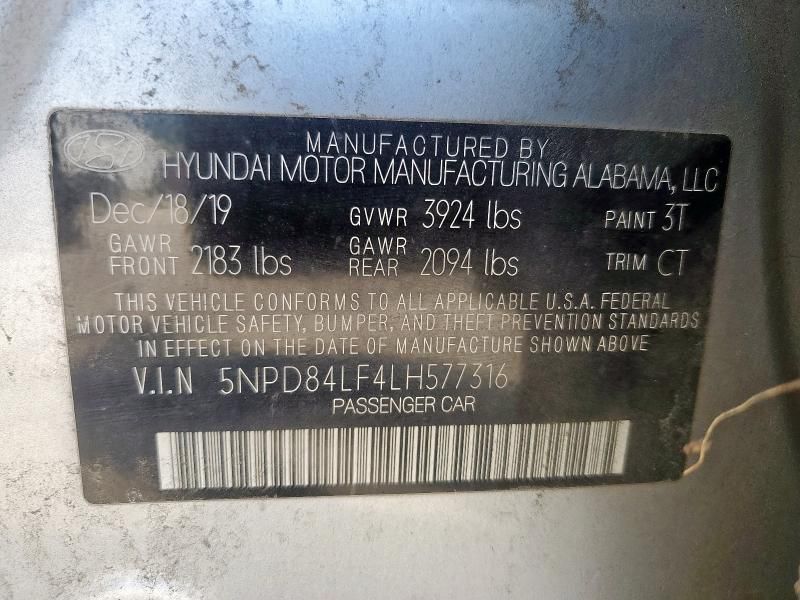 MANUFACTURED BY
HYUNDAI MOTOR MANUFACTURING ALABAMA, LLC
Dec/18/19 GVWR 3924 lbs PAINT 3T
GAWR FRONT 2183 lbs GAWR REAR 2094 lbs TRIM CT
THIS VEHICLE CONFORMS TO ALL APPLICABLE U.S.A. FEDERAL
MOTOR VEHICLE SAFETY, BUMPER, AND THEFT PREVENTION STANDARDS
IN EFFECT ON THE DATE OF MANUFACTURE SHOWN ABOVE
V.I.N 5NPD84LF4LH577316
PASSENGER CAR